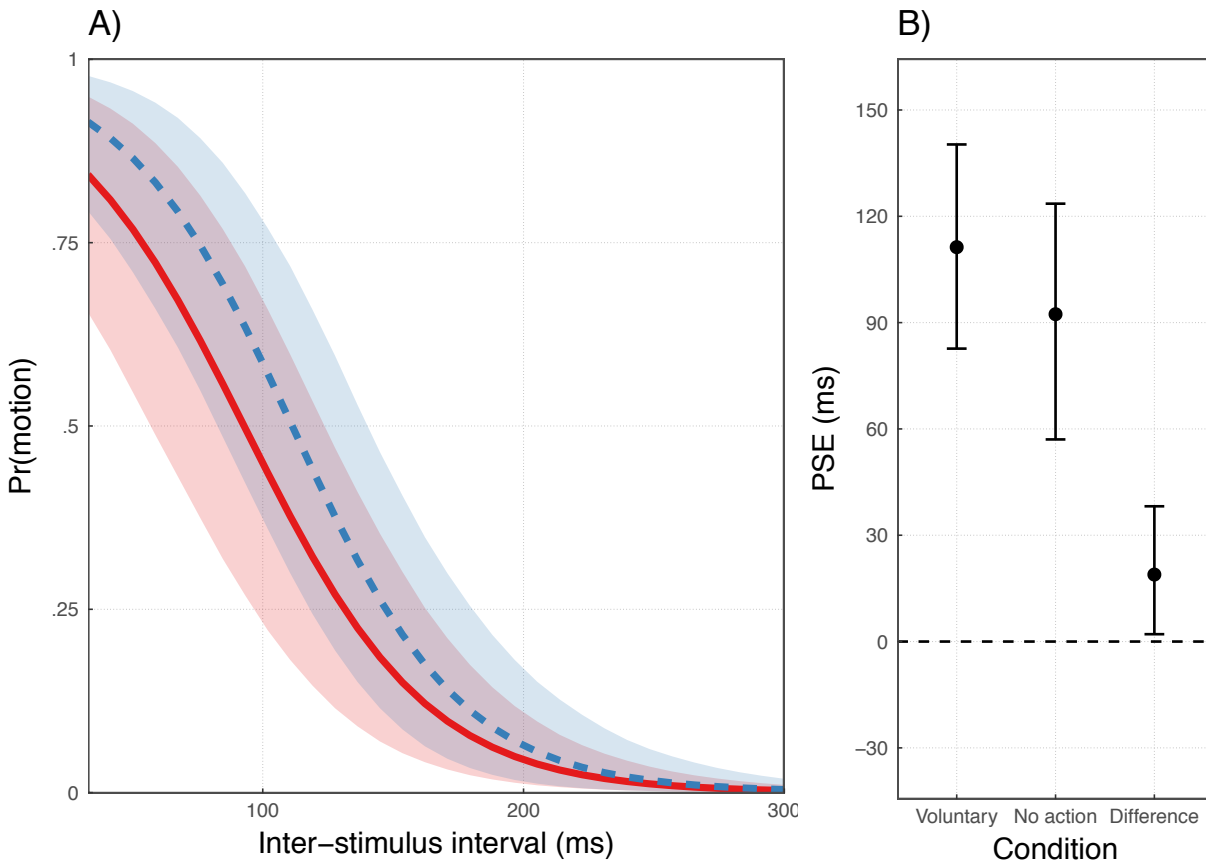 A)
1
.75
.5
.25
0
100
200
300
Pr(motion)
Inter−stimulus interval (ms)
B)
150
120
90
60
30
0
−30
PSE (ms)
Voluntary No action Difference
Condition